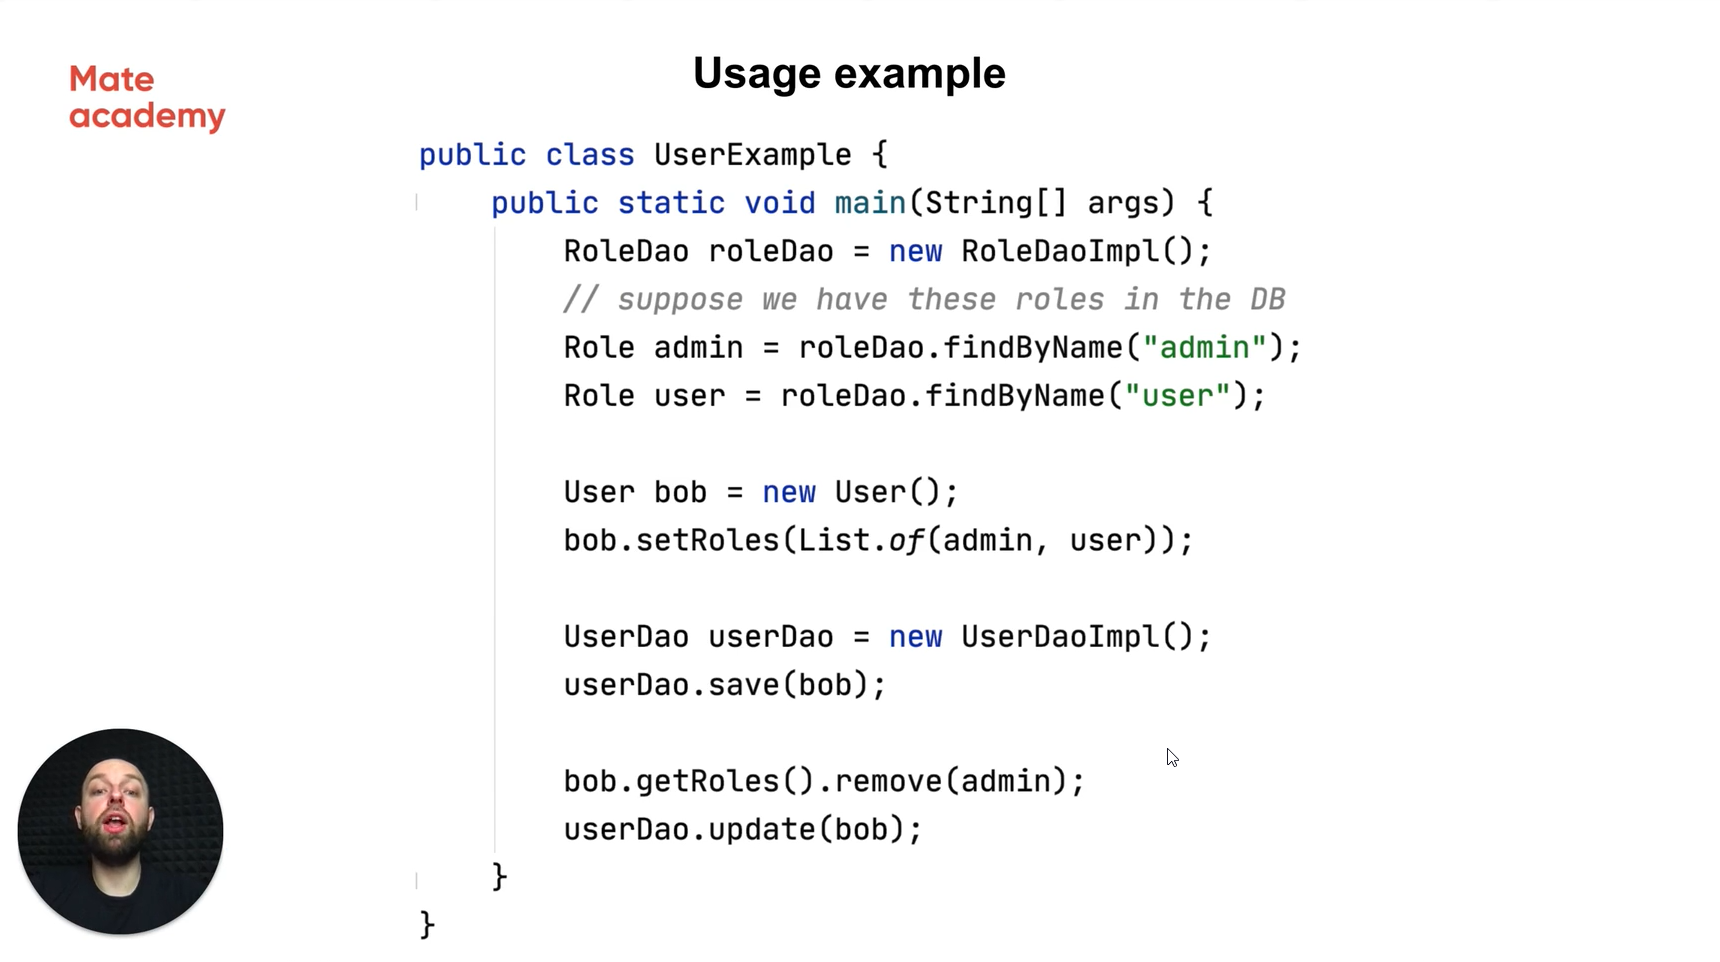 Mate
academy
Usage example
public class UserExample {
public static void main(String[] args) {
RoleDao roleDao = new RoleDaoImpl();
// suppose we have these roles in the DB
Role admin = roleDao.findByName("admin");
Role user = roleDao.findByName("user");
User bob = new User();
bob.setRoles(List.of(admin, user));
UserDao userDao = new UserDaoImpl();
userDao.save(bob);
bob.getRoles().remove(admin);
userDao.update(bob);
}
}